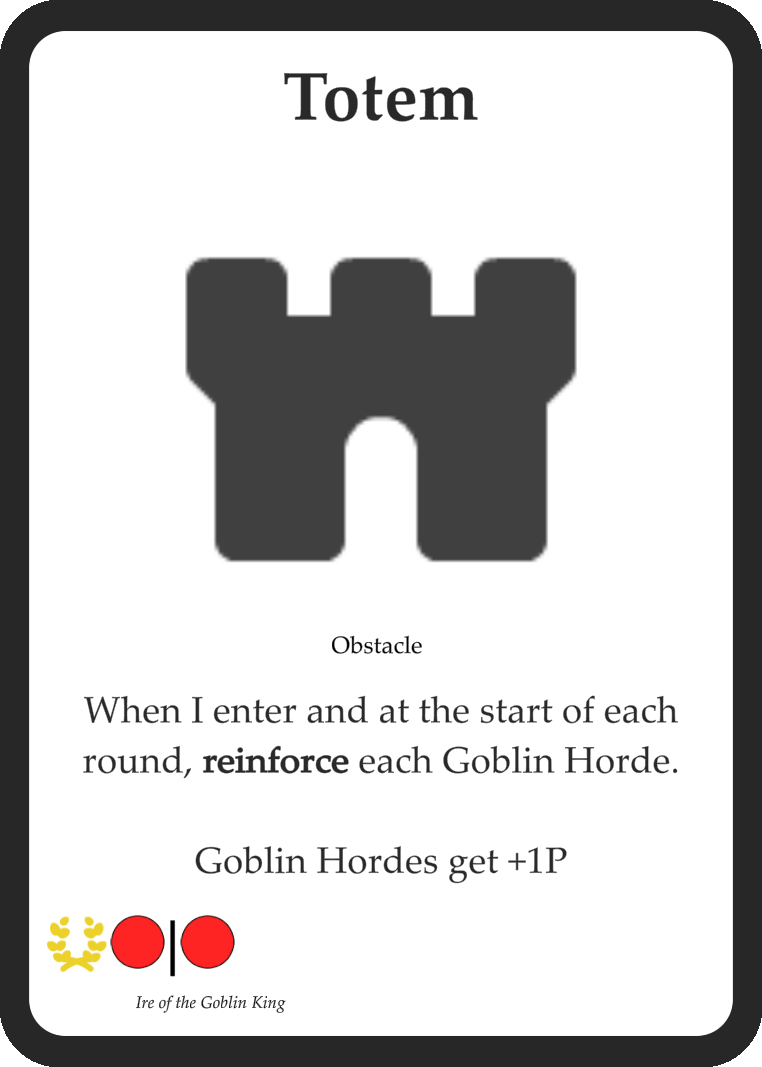 Totem
Obstacle
When I enter and at the start of each
round, reinforce each Goblin Horde.
Goblin Hordes get +1P
Ire of the Goblin King